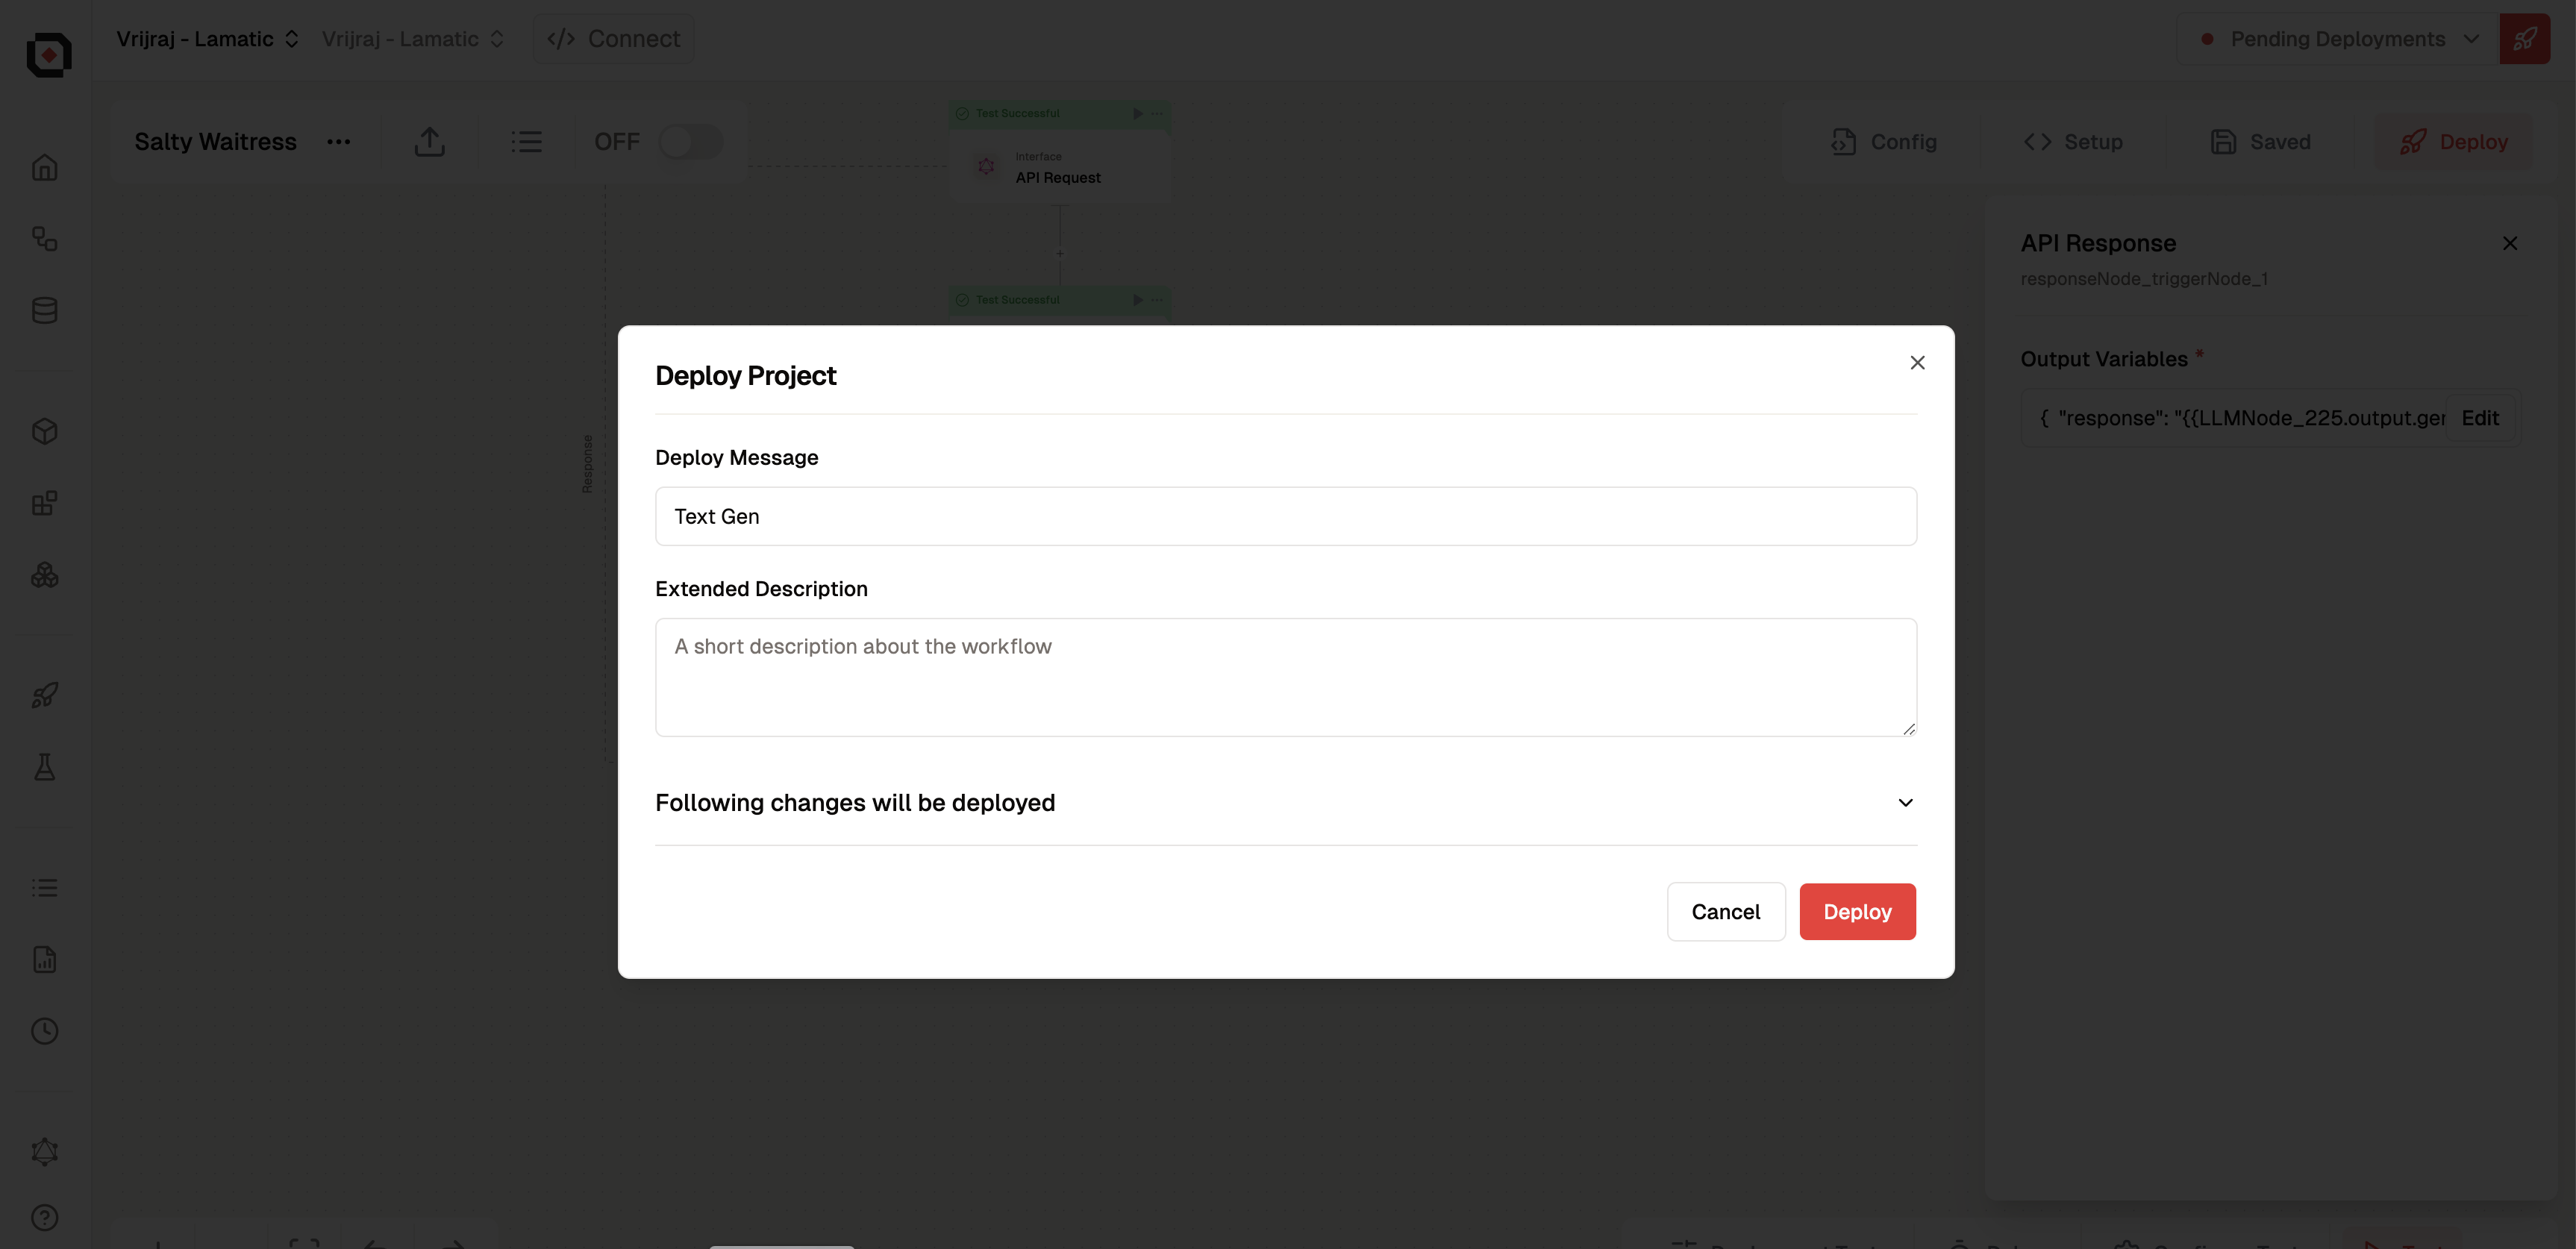 Vrijraj - Lamatic
Vrijraj - Lamatic
Connect
Pending Deployments
Salty Waitress
OFF
Test Successful
Interface
API Request
Config
Setup
Saved
Deploy
Test Successful
API Response
responseNode_triggerNode_1
Output Variables *
{ "response": "{{LLMNode_225.output.ger
Edit
Response
Deploy Project
Deploy Message
Text Gen
Extended Description
A short description about the workflow
Following changes will be deployed
Cancel
Deploy